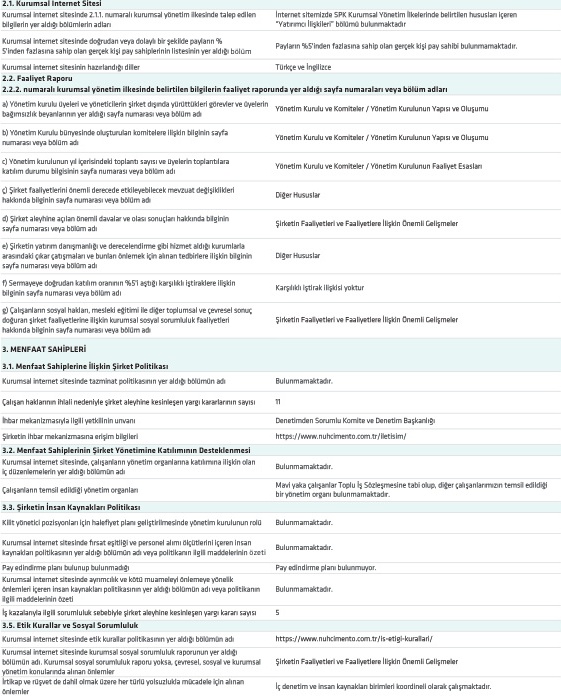 2.1. Kurumsal Internet Sitesi
Kurumsal internet sitesinde 2.1.1. numaralı kurumsal yönetim ilkesinde talep edilen
bilgilerin yer aldığı bölümlerin adları
İnternet sitemizde SPK Kurumsal Yönetim İlkelerinde belirtilen hususları içeren
"Yatırımcı İlişkileri" bölümü bulunmaktadır
Kurumsal internet sitesinde doğrudan veya dolaylı bir şekilde payların %
5'inden fazlasına sahip olan gerçek kişi pay sahiplerinin listesinin yer aldığı bölüm
Payların %5'inden fazlasına sahip olan gerçek kişi pay sahibi bulunmamaktadır.
Kurumsal internet sitesinin hazırlandığı diller
Türkçe ve İngilizce
2.2. Faaliyet Raporu
2.2.2. numaralı kurumsal yönetim ilkesinde belirtilen bilgilerin faaliyet raporunda yer aldığı sayfa numaraları veya bölüm adları
a) Yönetim kurulu üyeleri ve yöneticilerin şirket dışında yürüttükleri görevler ve üyelerin
bağımsızlık beyanlarının yer aldığı sayfa numarası veya bölüm adı
Yönetim Kurulu ve Komiteler / Yönetim Kurulunun Yapısı ve Oluşumu
b) Yönetim Kurulu bünyesinde oluşturulan komitelere ilişkin bilginin sayfa
numarası veya bölüm adı
Yönetim Kurulu ve Komiteler / Yönetim Kurulunun Yapısı ve Oluşumu
c) Yönetim kurulunun yıl içerisindeki toplantı sayısı ve üyelerin toplantılara
katılım durumu bilgisinin sayfa numarası veya bölüm adı
Yönetim Kurulu ve Komiteler / Yönetim Kurulunun Faaliyet Esasları
ç) Şirket faaliyetlerini önemli derecede etkileyebilecek mevzuat değişiklikleri
hakkında bilginin sayfa numarası veya bölüm adı
Diğer Hususlar
d) Şirket aleyhine açılan önemli davalar ve olası sonuçları hakkında bilginin
sayfa numarası veya bölüm adı
Şirketin Faaliyetleri ve Faaliyetlere İlişkin Önemli Gelişmeler
e) Şirketin yatırım danışmanlığı ve derecelendirme gibi hizmet aldığı kurumlarla
arasındaki çıkar çatışmaları ve bunları önlemek için alınan tedbirlere ilişkin bilginin
sayfa numarası veya bölüm adı
Diğer Hususlar
f) Sermayeye doğrudan katılım oranının %5'i aştığı karşılıklı iştiraklere ilişkin
bilginin sayfa numarası veya bölüm adı
Karşılıklı iştirak ilişkisi yoktur
g) Çalışanların sosyal hakları, mesleki eğitimi ile diğer toplumsal ve çevresel sonuç
doğuran şirket faaliyetlerine ilişkin kurumsal sosyal sorumluluk faaliyetleri
hakkında bilginin sayfa numarası veya bölüm adı
Şirketin Faaliyetleri ve Faaliyetlere İlişkin Önemli Gelişmeler
3. MENFAAT SAHİPLERİ
3.1. Menfaat Sahiplerine İlişkin Şirket Politikası
Kurumsal internet sitesinde tazminat politikasının yer aldığı bölümün adı
Bulunmamaktadır.
Çalışan haklarının ihlali nedeniyle şirket aleyhine kesinleşen yargı kararlarının sayısı
11
İhbar mekanizmasıyla ilgili yetkilinin unvanı
Denetimden Sorumlu Komite ve Denetim Başkanlığı
Şirketin ihbar mekanizmasına erişim bilgileri
https://www.nuhcimento.com.tr/iletisim/
3.2. Menfaat Sahiplerinin Şirket Yönetimine Katılımının Desteklenmesi
Kurumsal internet sitesinde, çalışanların yönetim organlarına katılımına ilişkin olan
iç düzenlemelerin yer aldığı bölümün adı
Bulunmamaktadır.
Çalışanların temsil edildiği yönetim organları
Mavi yaka çalışanlar Toplu İş Sözleşmesine tabi olup, diğer çalışanlarımızın temsil edildiği
bir yönetim organı bulunmamaktadır.
3.3. Şirketin İnsan Kaynakları Politikası
Kilit yönetici pozisyonları için halefiyet planı geliştirilmesinde yönetim kurulunun rolü
Bulunmamaktadır.
Kurumsal internet sitesinde fırsat eşitliği ve personel alımı ölçütlerini içeren insan
kaynakları politikasının yer aldığı bölümün adı veya politikanın ilgili maddelerinin özeti
Bulunmamaktadır.
Pay edindirme planı bulunup bulunmadığı
Pay edindirme planı bulunmuyor.
Kurumsal internet sitesinde ayrımcılık ve kötü muameleyi önlemeye yönelik
önlemleri içeren insan kaynakları politikasının yer aldığı bölümün adı veya politikanın
ilgili maddelerinin özeti
Bulunmamaktadır.
İş kazalarıyla ilgili sorumluluk sebebiyle şirket aleyhine kesinleşen yargı kararı sayısı
5
3.5. Etik Kurallar ve Sosyal Sorumluluk
Kurumsal internet sitesinde etik kurallar politikasının yer aldığı bölümün adı
https://www.nuhcimento.com.tr/is-etigi-kurallari/
Kurumsal internet sitesinde kurumsal sosyal sorumluluk raporunun yer aldığı
bölümün adı. Kurumsal sosyal sorumluluk raporu yoksa, çevresel, sosyal ve kurumsal
yönetim konularında alınan önlemler
Şirketin Faaliyetleri ve Faaliyetlere İlişkin Önemli Gelişmeler
İrtikap ve rüşvet de dahil olmak üzere her türlü yolsuzlukla mücadele için alınan
önlemler
İç denetim ve insan kaynakları birimleri koordineli olarak çalışmaktadır.